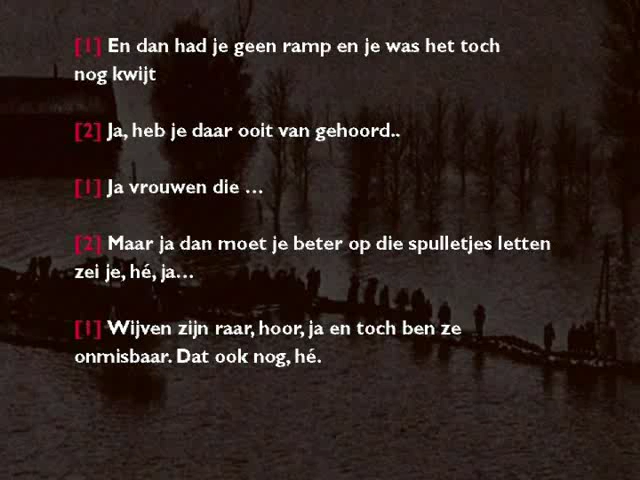 [1] En dan had je geen ramp en je was het toch
nog kwijt
[2] Ja, heb je daar ooit van gehoord..
[1] Ja vrouwen die ...
[2] Maar ja dan moet je beter op die spulletjes letten
zei je, hé, ja...
[1] Wijven zijn raar, hoor, ja en toch ben ze
onmisbaar. Dat ook nog, hé.